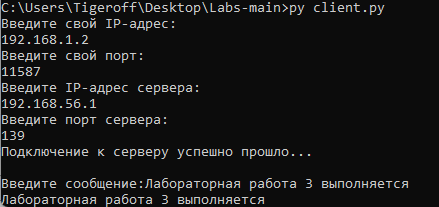 C:\Users\Tigeroff\Desktop\Labs-main>py client.py
Введите свой IP-адрес:
192.168.1.2
Введите свой порт:
11587
Введите IP-адрес сервера:
192.168.56.1
Введите порт сервера:
139
Подключение к серверу успешно прошло...
Введите сообщение:Лабораторная работа 3 выполняется
Лабораторная работа 3 выполняется